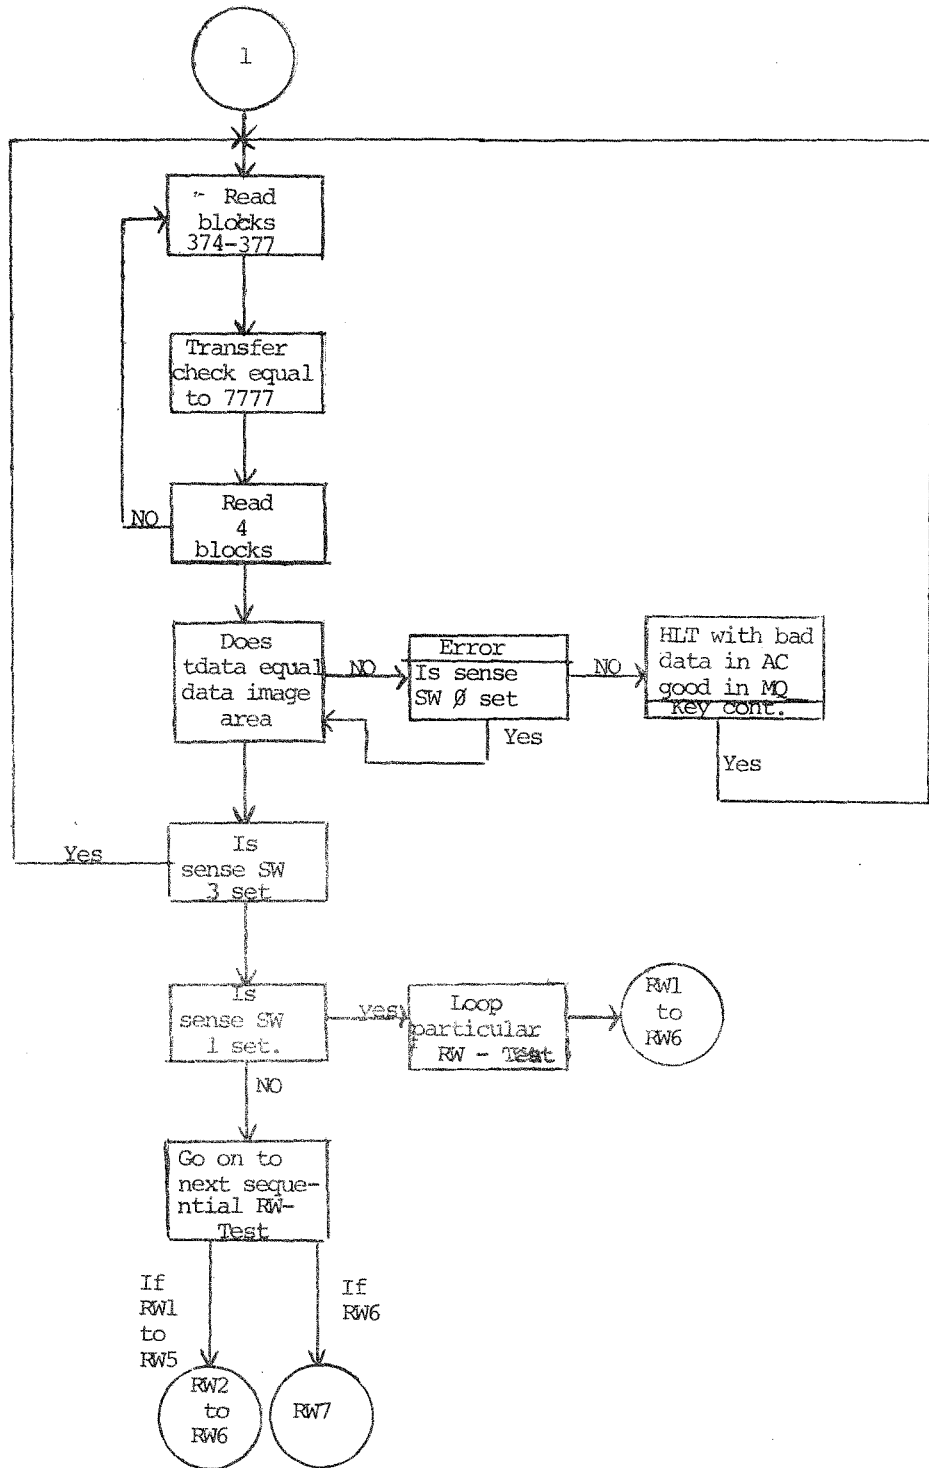 1
- Read
blocks
374-377
Transfer
check equal
to 7777
Read
4
blocks
NO
Does
tdata equal
data image
area
NO
Error
Is sense
SW Ø set
Yes
NO
HLT with bad
data in AC
good in MQ
Key cont.
Yes
Is
sense SW
3 set
Yes
Is
sense SW
1 set.
yes
Loop
particular
RW - Test
RW1
to
RW6
NO
Go on to
next seque-
ntial RW-
Test
If
RW1
to
RW5
If
RW6
RW2
to
RW6
RW7